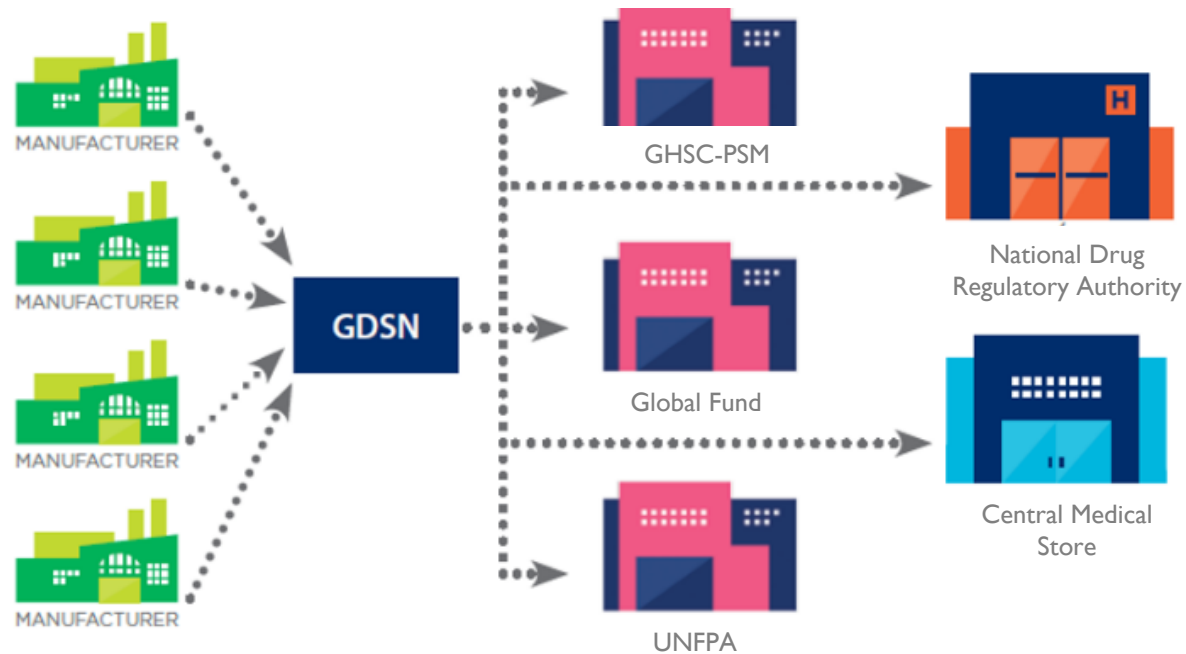 MANUFACTURER
MANUFACTURER
MANUFACTURER
MANUFACTURER
GDSN
GHSC-PSM
Global Fund
UNFPA
H
National Drug
Regulatory Authority
Central Medical
Store